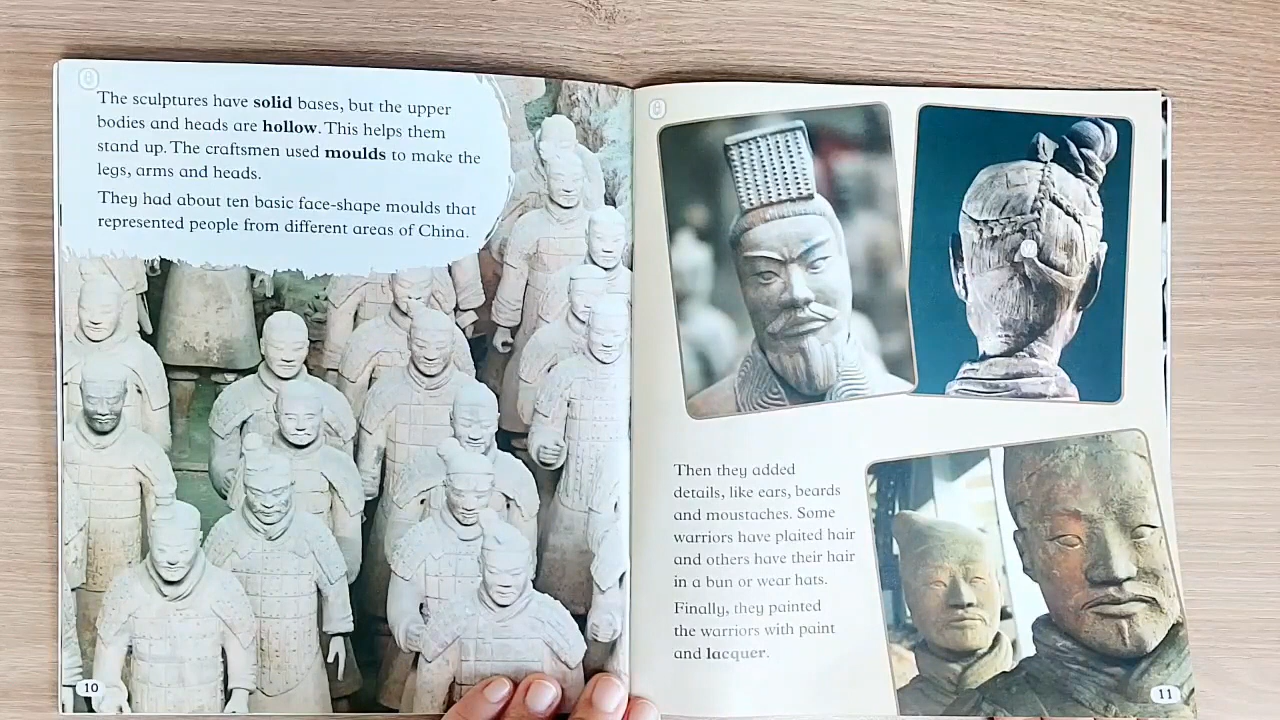 The sculptures have solid bases, but the upper
bodies and heads are hollow. This helps them
stand up. The craftsmen used moulds to make the
legs, arms and heads.
They had about ten basic face-shape moulds that
represented people from different areas of China.
10
Then they added
details, like ears, beards
and moustaches. Some
warriors have plaited hair
and others have their hair
in a bun or wear hats.
Finally, they painted
the warriors with paint
and lacquer.
11